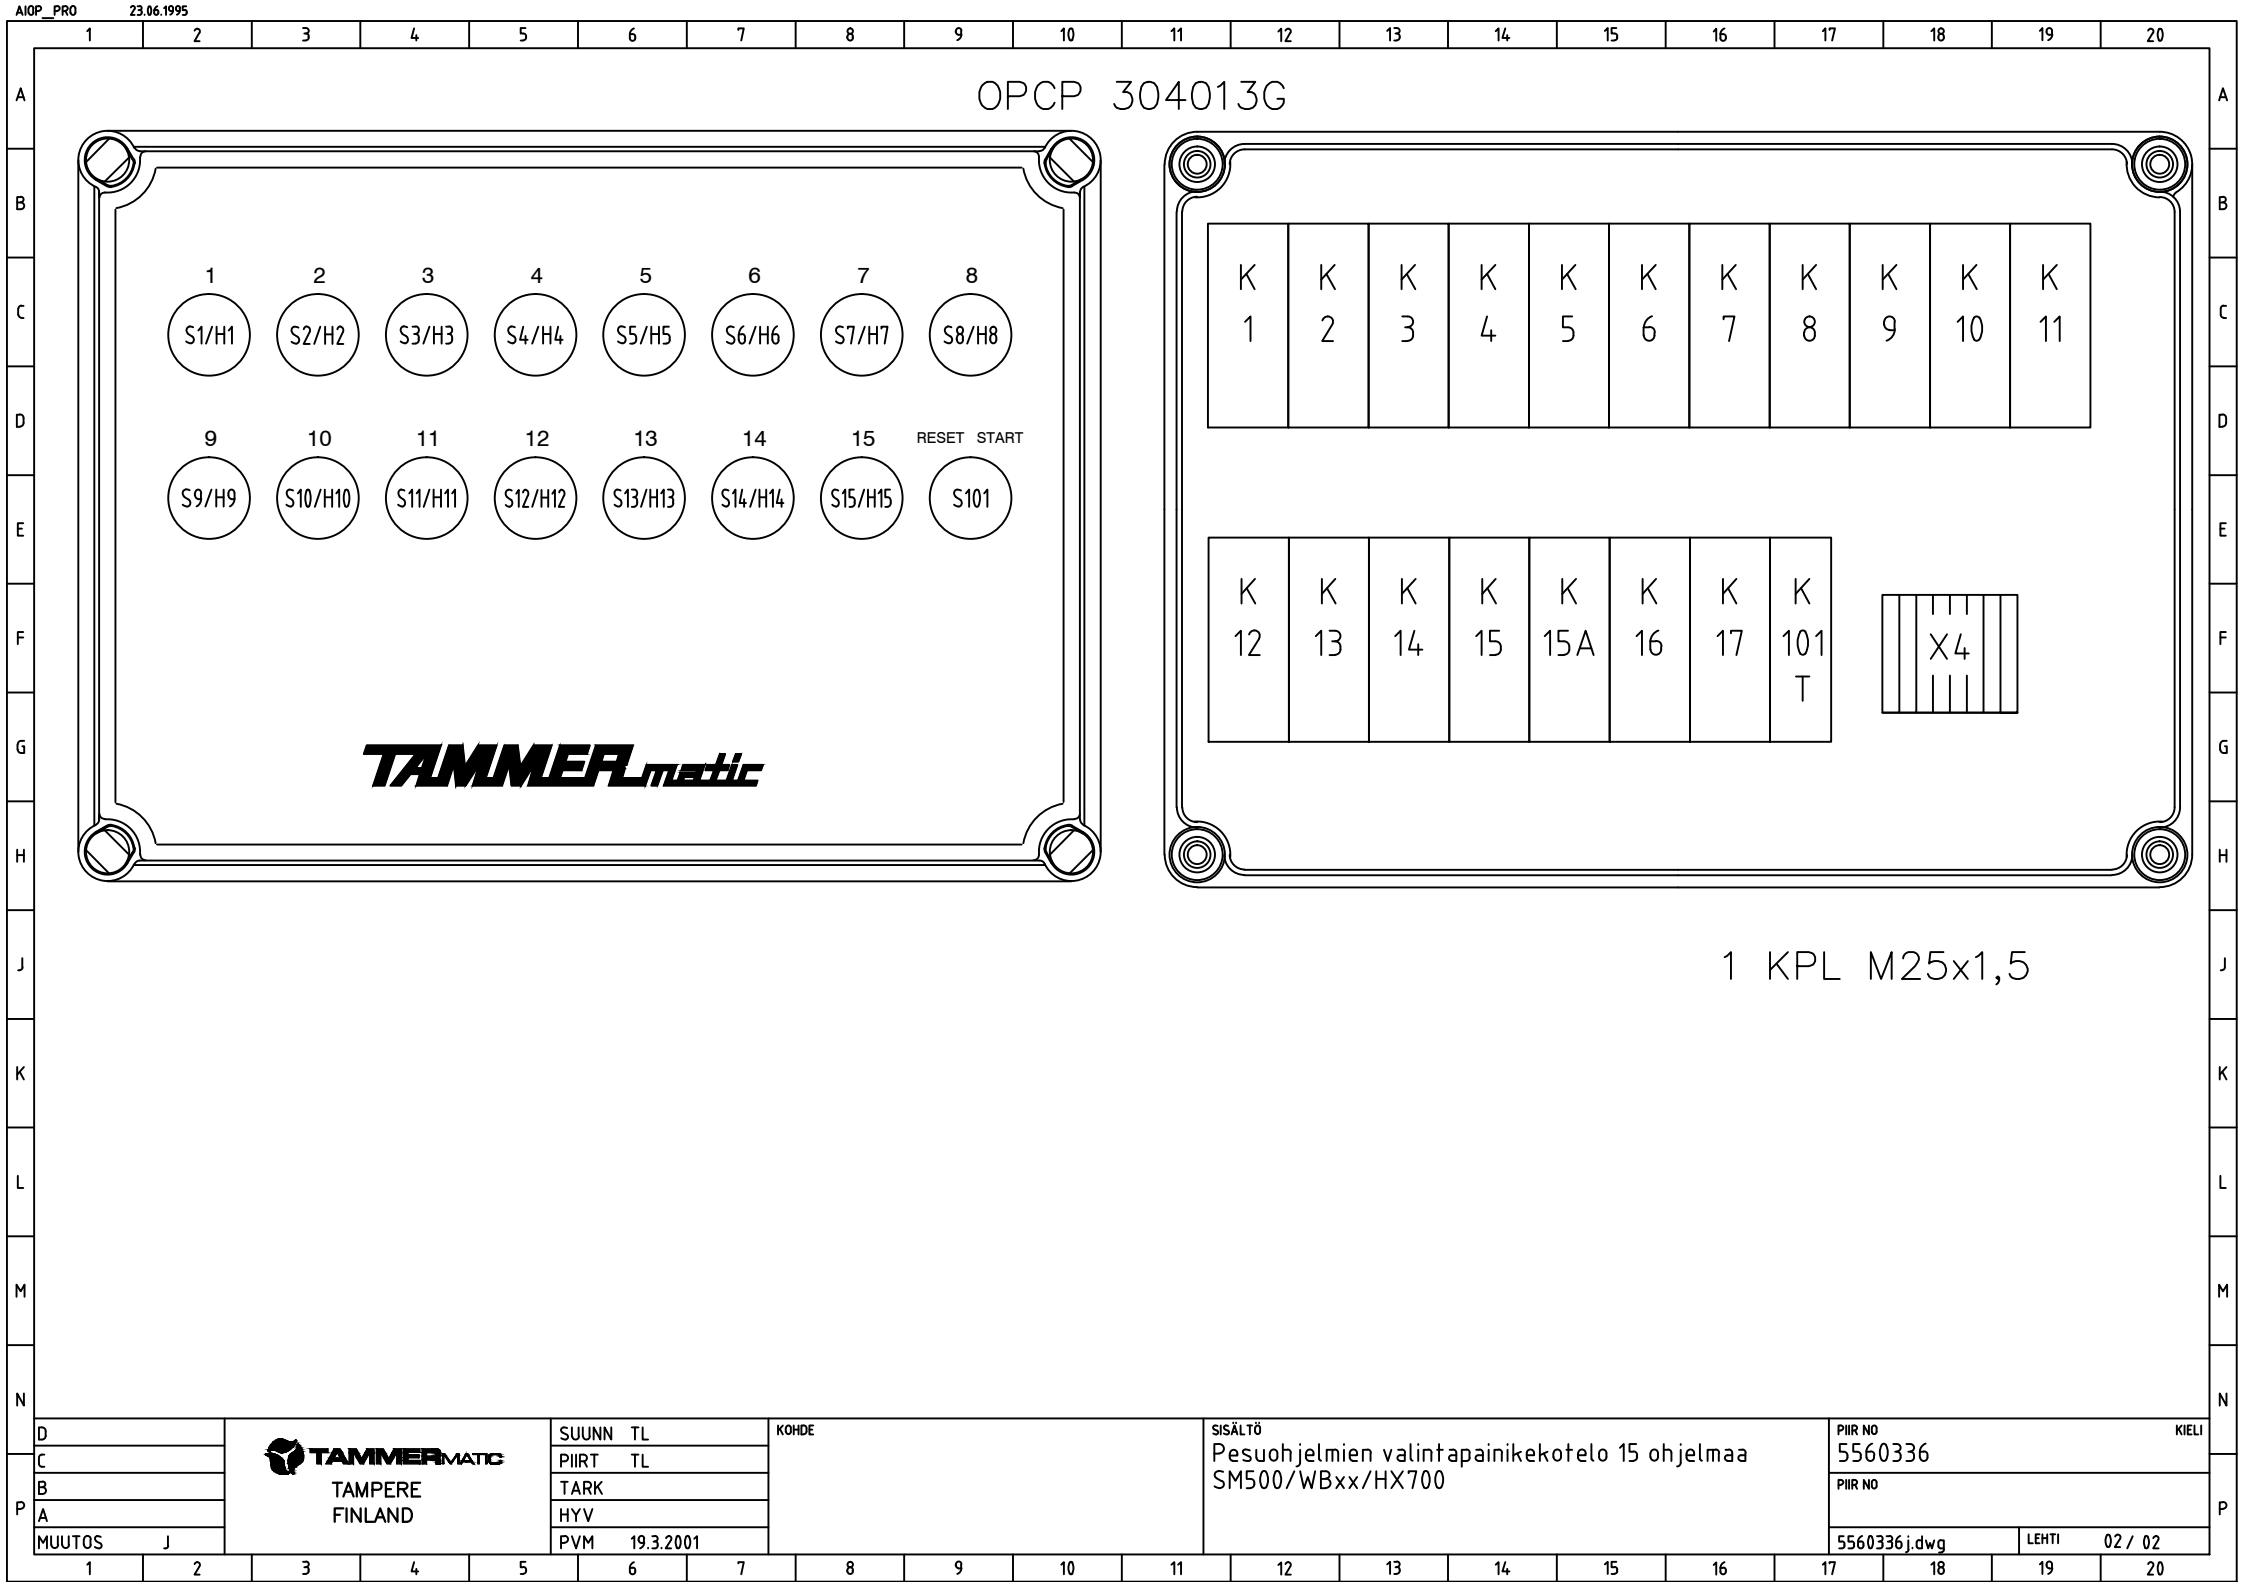 AIOP_PRO 23.06.1995
1 2 3 4 5 6 7 8 9 10 11 12 13 14 15 16 17 18 19 20
A A
OPCP 304013G
B B
C C
1 2 3 4 5 6 7 8
S1/H1 S2/H2 S3/H3 S4/H4 S5/H5 S6/H6 S7/H7 S8/H8
K K K K K K K K K K K
1 2 3 4 5 6 7 8 9 10 11
D D
9 10 11 12 13 14 15 RESET START
S9/H9 S10/H10 S11/H11 S12/H12 S13/H13 S14/H14 S15/H15 S101
E E
K K K K K K K K
12 13 14 15 15A 16 17 101
T
X4
F F
G G
TAMMERmatic
H H
J J
1 KPL M25x1,5
K K
L L
M M
N N
P P
D
C
B
A
MUUTOS J
TAMMERMATIC
TAMPERE
FINLAND
SUUNN TL
PIIRT TL
TARK
HYV
PVM 19.3.2001
KOHDE
SISÄLTÖ
Pesuohjelmien valintapainikekotelo 15 ohjelmaa
SM500/WBxx/HX700
PIIR NO KIELI
5560336
PIIR NO
5560336j.dwg LEHTI 02/ 02
1 2 3 4 5 6 7 8 9 10 11 12 13 14 15 16 17 18 19 20